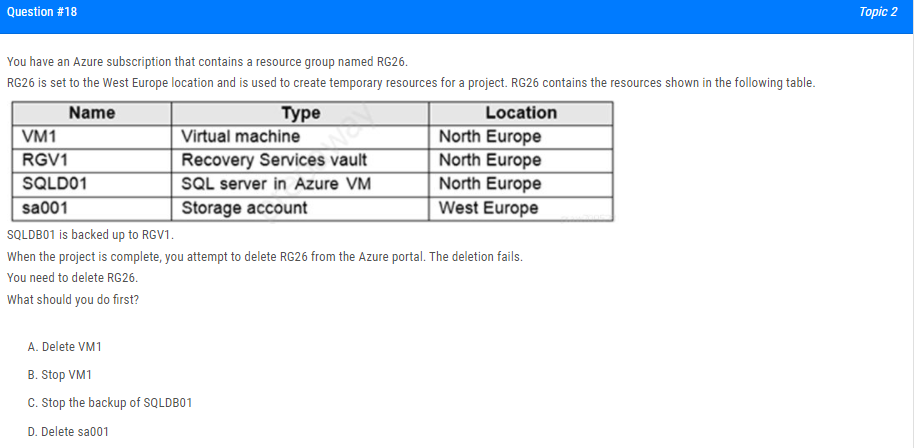 Question #18 Topic 2
You have an Azure subscription that contains a resource group named RG26.
RG26 is set to the West Europe location and is used to create temporary resources for a project. RG26 contains the resources shown in the following table.
Name Type Location
VM1 Virtual machine North Europe
RGV1 Recovery Services vault North Europe
SQLD01 SQL server in Azure VM North Europe
sa001 Storage account West Europe
SQLDB01 is backed up to RGV1.
When the project is complete, you attempt to delete RG26 from the Azure portal. The deletion fails.
You need to delete RG26.
What should you do first?
A. Delete VM1
B. Stop VM1
C. Stop the backup of SQLDB01
D. Delete sa001